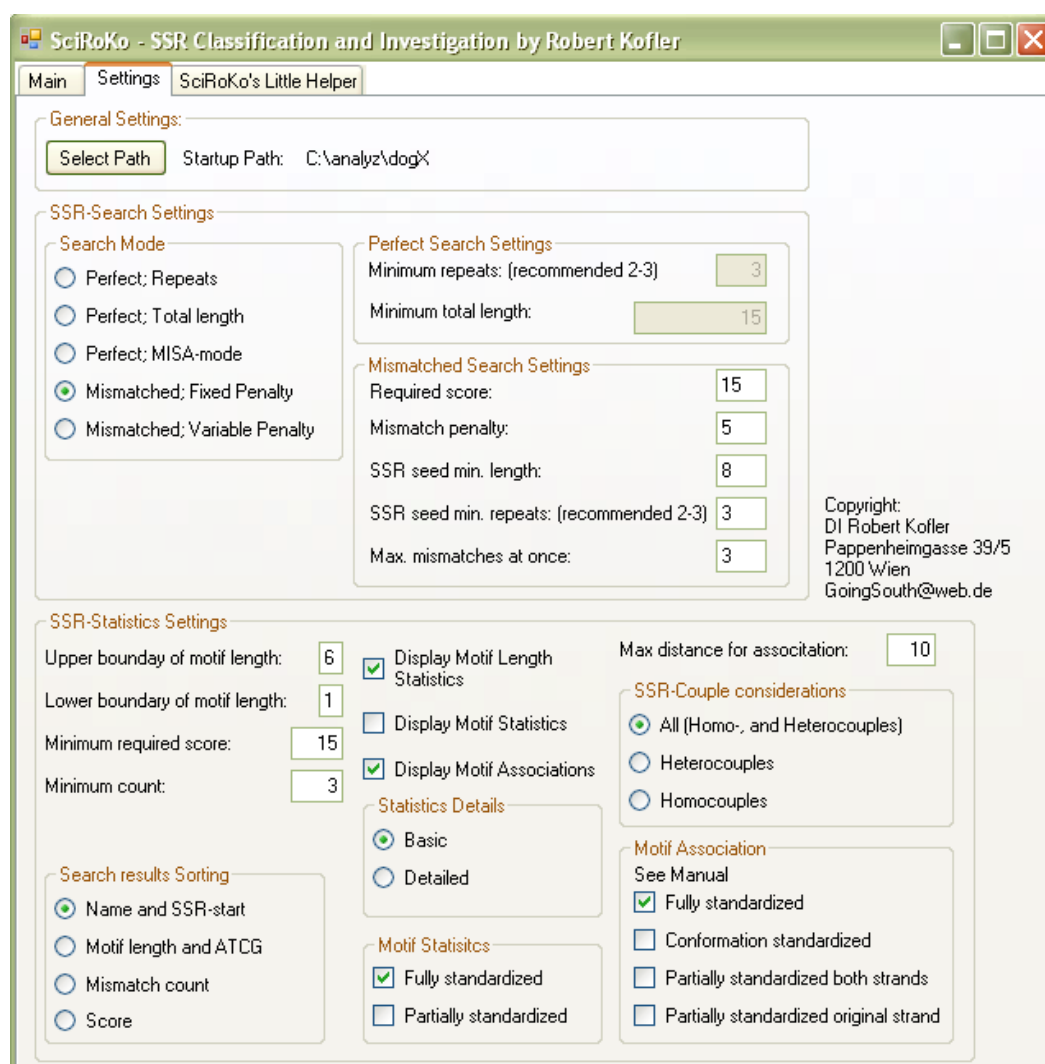 SciRoKo - SSR Classification and Investigation by Robert Kofler
Main Settings SciRoKo's Little Helper
General Settings:
Select Path Startup Path: C:\analyz\dogX
SSR-Search Settings
Search Mode
Perfect; Repeats
Perfect; Total length
Perfect; MISA-mode
Mismatched; Fixed Penalty
Mismatched; Variable Penalty
Perfect Search Settings
Minimum repeats: (recommended 2-3) 3
Minimum total length: 15
Mismatched Search Settings
Required score: 15
Mismatch penalty: 5
SSR seed min. length: 8
SSR seed min. repeats: (recommended 2-3) 3
Max. mismatches at once: 3
Copyright:
DI Robert Kofler
Pappenheimgasse 39/5
1200 Wien
GoingSouth@web.de
SSR-Statistics Settings
Upper bounday of motif length: 6
Lower boundary of motif length: 1
Minimum required score: 15
Minimum count: 3
Search results Sorting
Name and SSR-start
Motif length and ATCG
Mismatch count
Score
Display Motif Length
Statistics
Display Motif Statistics
Display Motif Associations
Statistics Details
Basic
Detailed
Motif Statisitcs
Fully standardized
Partially standardized
Max distance for associtation: 10
SSR-Couple considerations
All (Homo-, and Heterocouples)
Heterocouples
Homocouples
Motif Association
See Manual
Fully standardized
Conformation standardized
Partially standardized both strands
Partially standardized original strand